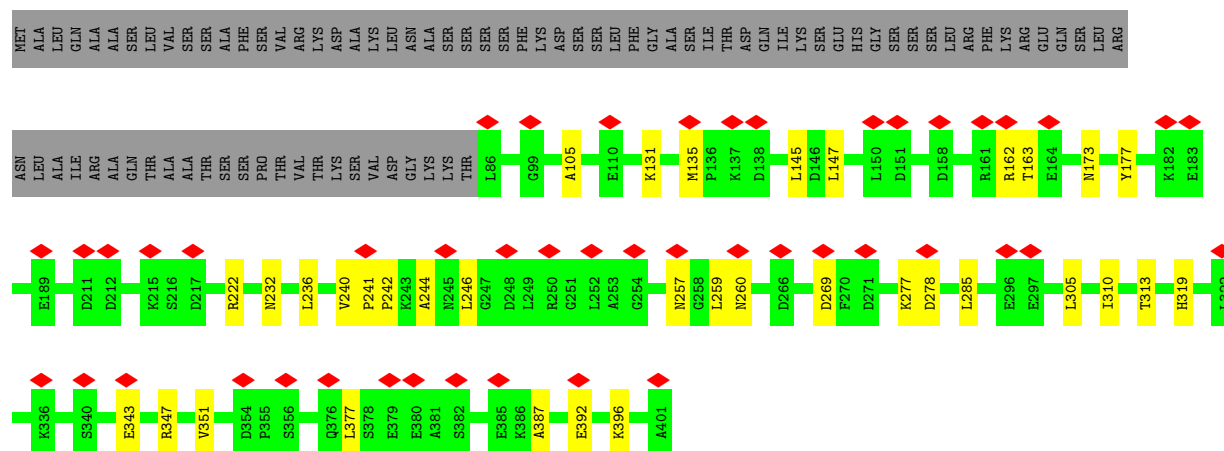 MET ALA LEU GLN ALA ALA SER LEU VAL SER SER ALA PHE SER VAL ARG LYS ASP ALA LYS LEU ASN ALA SER SER SER SER PHE LYS ASP SER SER LEU PHE GLY ALA SER ILE THR ASP GLN ILE LYS SER GLU HIS GLY SER SER SER LEU ARG PHE LYS ARG GLU GLN SER LEU ARG
ASN LEU ALA ILE ARG ALA GLN THR ALA ALA THR SER SER PRO THR VAL THR LYS SER VAL ASP GLY LYS LYS THR L86 G99 A105 E110 K131 M135 P136 K137 D138 L145 D146 L147 L150 D151 D158 R161 R162 T163 E164 N173 Y177 K182 E183
E189 D211 D212 K215 S216 D217 R222 N232 L236 V240 P241 P242 K243 A244 N245 L246 G247 D248 L249 R250 G251 L252 A253 G254 N257 G258 L259 N260 D266 D269 F270 D271 K277 D278 L285 E296 E297 L305 I310 T313 H319
K336 S340 E343 R347 V351 D354 P355 S356 Q376 L377 S378 E379 E380 A381 S382 E385 K386 A387 E392 K396 A401